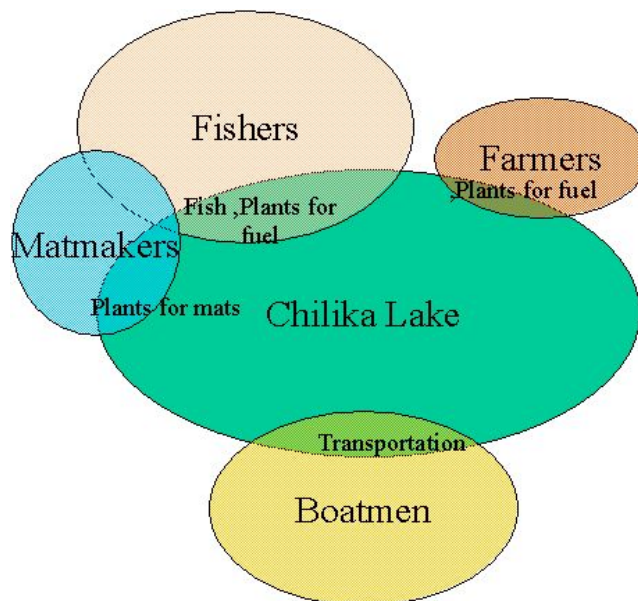 Fishers
Farmers
,Plants for fuel
Fish ,Plants for
fuel
Matmakers
Plants for mats
Chilika Lake
Transportation
Boatmen